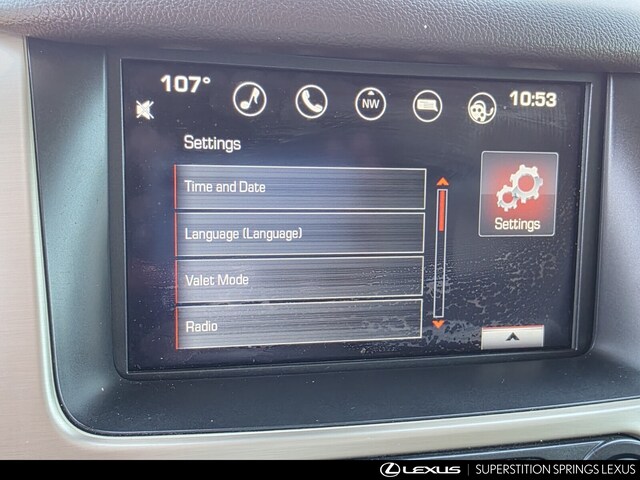 107° NW 10:53
Settings
Time and Date
Language (Language)
Valet Mode
Radio
Settings
LEXUS | SUPERSTITION SPRINGS LEXUS